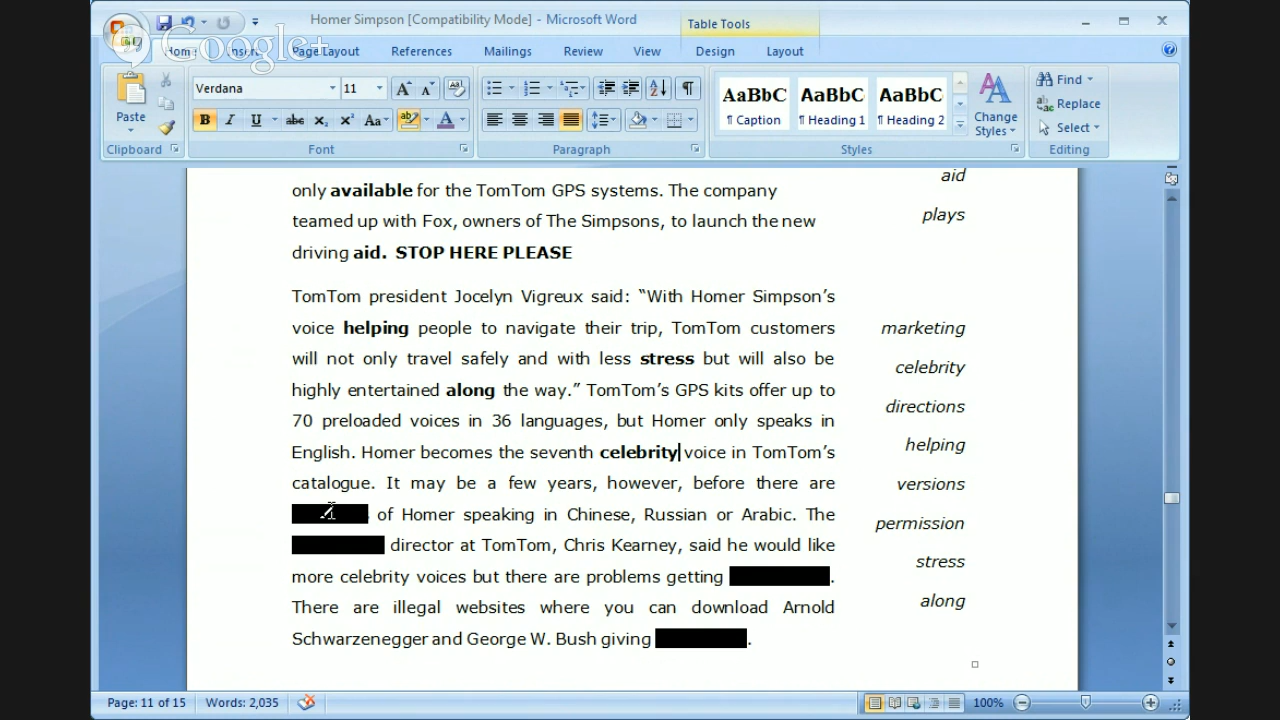 Homer Simpson [Compatibility Mode] - Microsoft Word
Table Tools
Google+
Page Layout
References
Mailings
Review
View
Design
Layout
Paste
Clipboard
Verdana
11
Font
Paragraph
AaBbC AaBbC AaBbC
¶ Caption ¶ Heading 1 ¶ Heading 2
Change Styles
Styles
Find
Replace
Select
Editing
only available for the TomTom GPS systems. The company
teamed up with Fox, owners of The Simpsons, to launch the new
driving aid. STOP HERE PLEASE
aid
plays
TomTom president Jocelyn Vigreux said: “With Homer Simpson’s
voice helping people to navigate their trip, TomTom customers
will not only travel safely and with less stress but will also be
highly entertained along the way.” TomTom’s GPS kits offer up to
70 preloaded voices in 36 languages, but Homer only speaks in
English. Homer becomes the seventh celebrity voice in TomTom’s
catalogue. It may be a few years, however, before there are
of Homer speaking in Chinese, Russian or Arabic. The
director at TomTom, Chris Kearney, said he would like
more celebrity voices but there are problems getting .
There are illegal websites where you can download Arnold
Schwarzenegger and George W. Bush giving .
marketing
celebrity
directions
helping
versions
permission
stress
along
Page: 11 of 15
Words: 2,035
100%